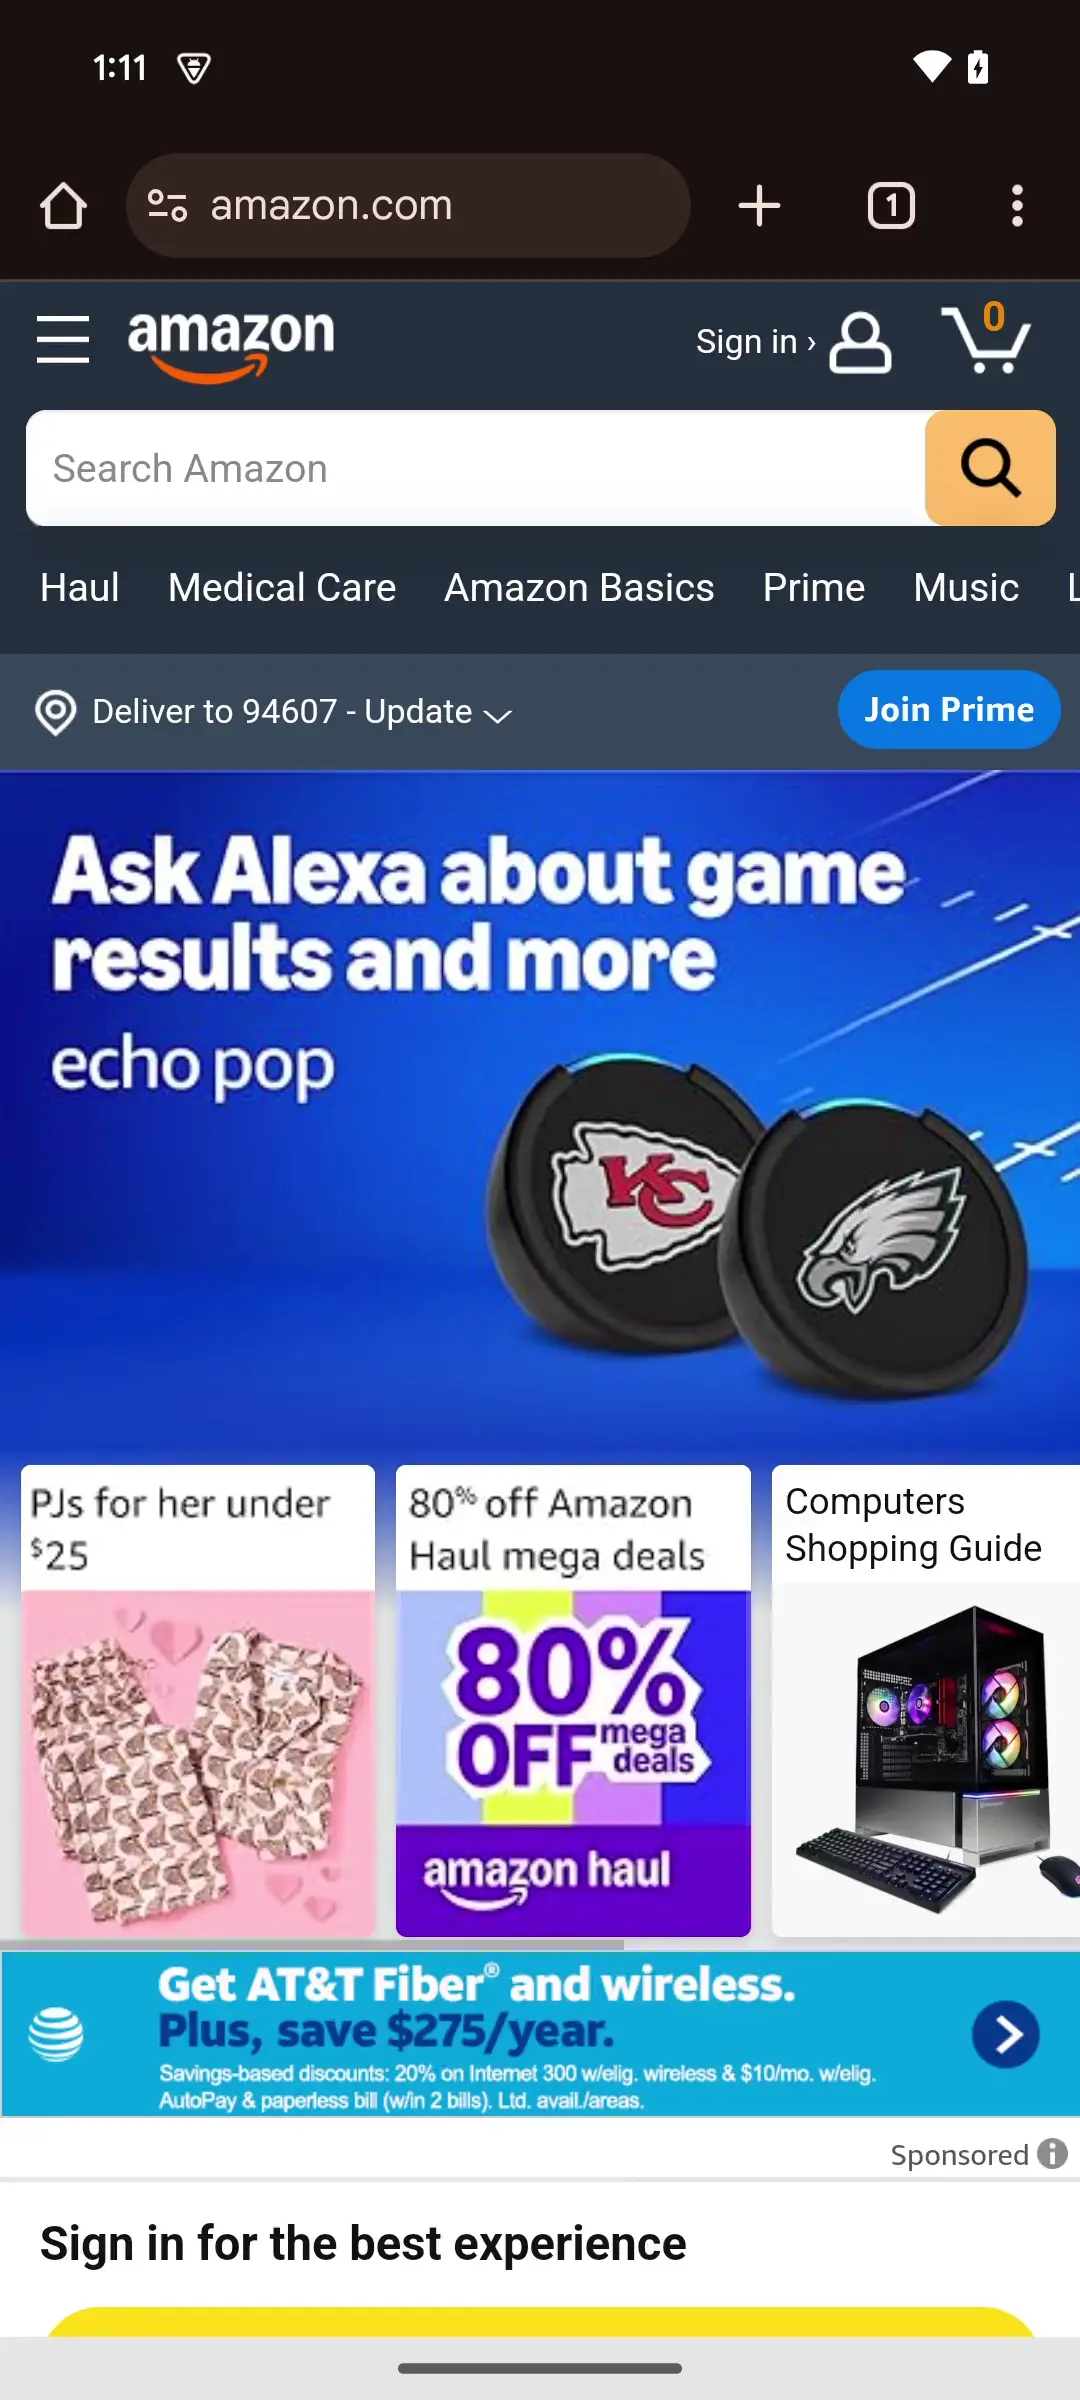 1:11
amazon.com
1
amazon
Sign in ›
0
Search Amazon
Haul Medical Care Amazon Basics Prime Music L
Deliver to 94607 - Update
Join Prime
Ask Alexa about game
results and more
echo pop
KC
PJs for her under
$25
80% off Amazon
Haul mega deals
80%
OFF mega
deals
amazon haul
Computers
Shopping Guide
Get AT&T Fiber® and wireless.
Plus, save $275/year.
Savings-based discounts: 20% on Internet 300 w/elig. wireless & $10/mo. w/elig.
AutoPay & paperless bill (w/in 2 bills). Ltd. avail./areas.
Sponsored
Sign in for the best experience